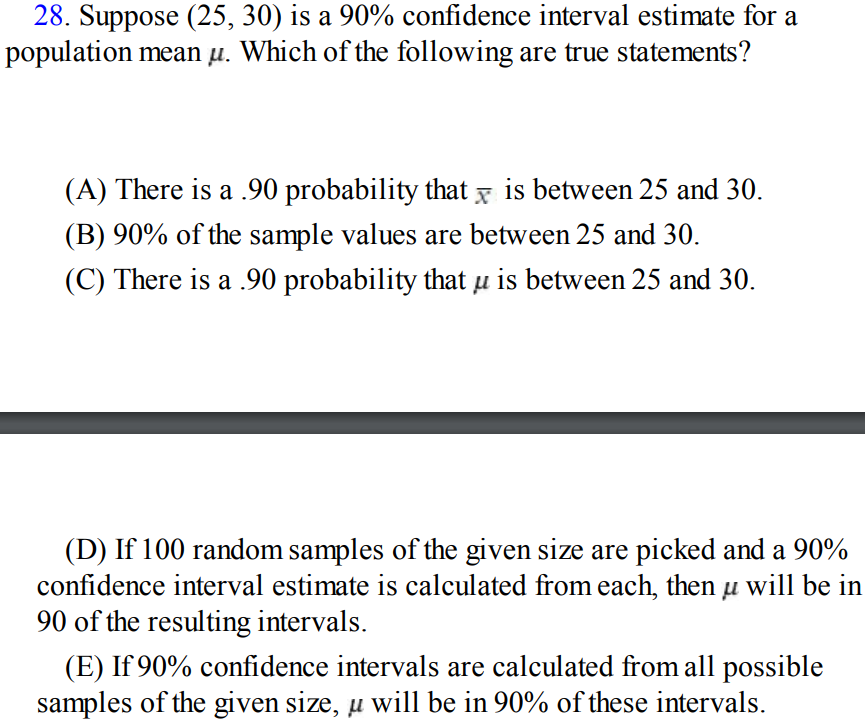 28. Suppose (25, 30) is a 90% confidence interval estimate for a
population mean μ. Which of the following are true statements?
(A) There is a .90 probability that x̅ is between 25 and 30.
(B) 90% of the sample values are between 25 and 30.
(C) There is a .90 probability that μ is between 25 and 30.
(D) If 100 random samples of the given size are picked and a 90%
confidence interval estimate is calculated from each, then μ will be in
90 of the resulting intervals.
(E) If 90% confidence intervals are calculated from all possible
samples of the given size, μ will be in 90% of these intervals.